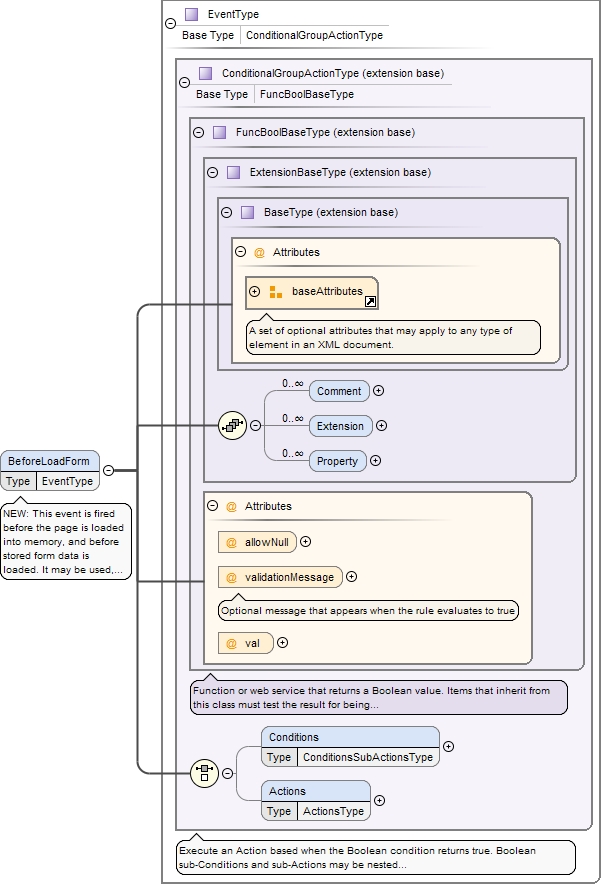 EventType
Base Type ConditionalGroupActionType
ConditionalGroupActionType (extension base)
Base Type FuncBoolBaseType
FuncBoolBaseType (extension base)
ExtensionBaseType (extension base)
BaseType (extension base)
@ Attributes
baseAttributes
A set of optional attributes that may apply to any type of
element in an XML document.
0..∞
Comment
0..∞
Extension
0..∞
Property
BeforeLoadForm
Type EventType
NEW: This event is fired
before the page is loaded
into memory, and before
stored form data is
loaded. It may be used,...
@ Attributes
@ allowNull
@ validationMessage
Optional message that appears when the rule evaluates to true
@ val
Function or web service that returns a Boolean value. Items that inherit from
this class must test the result for being...
Conditions
Type ConditionsSubActionsType
Actions
Type ActionsType
Execute an Action based when the Boolean condition returns true. Boolean
sub-Conditions and sub-Actions may be nested...